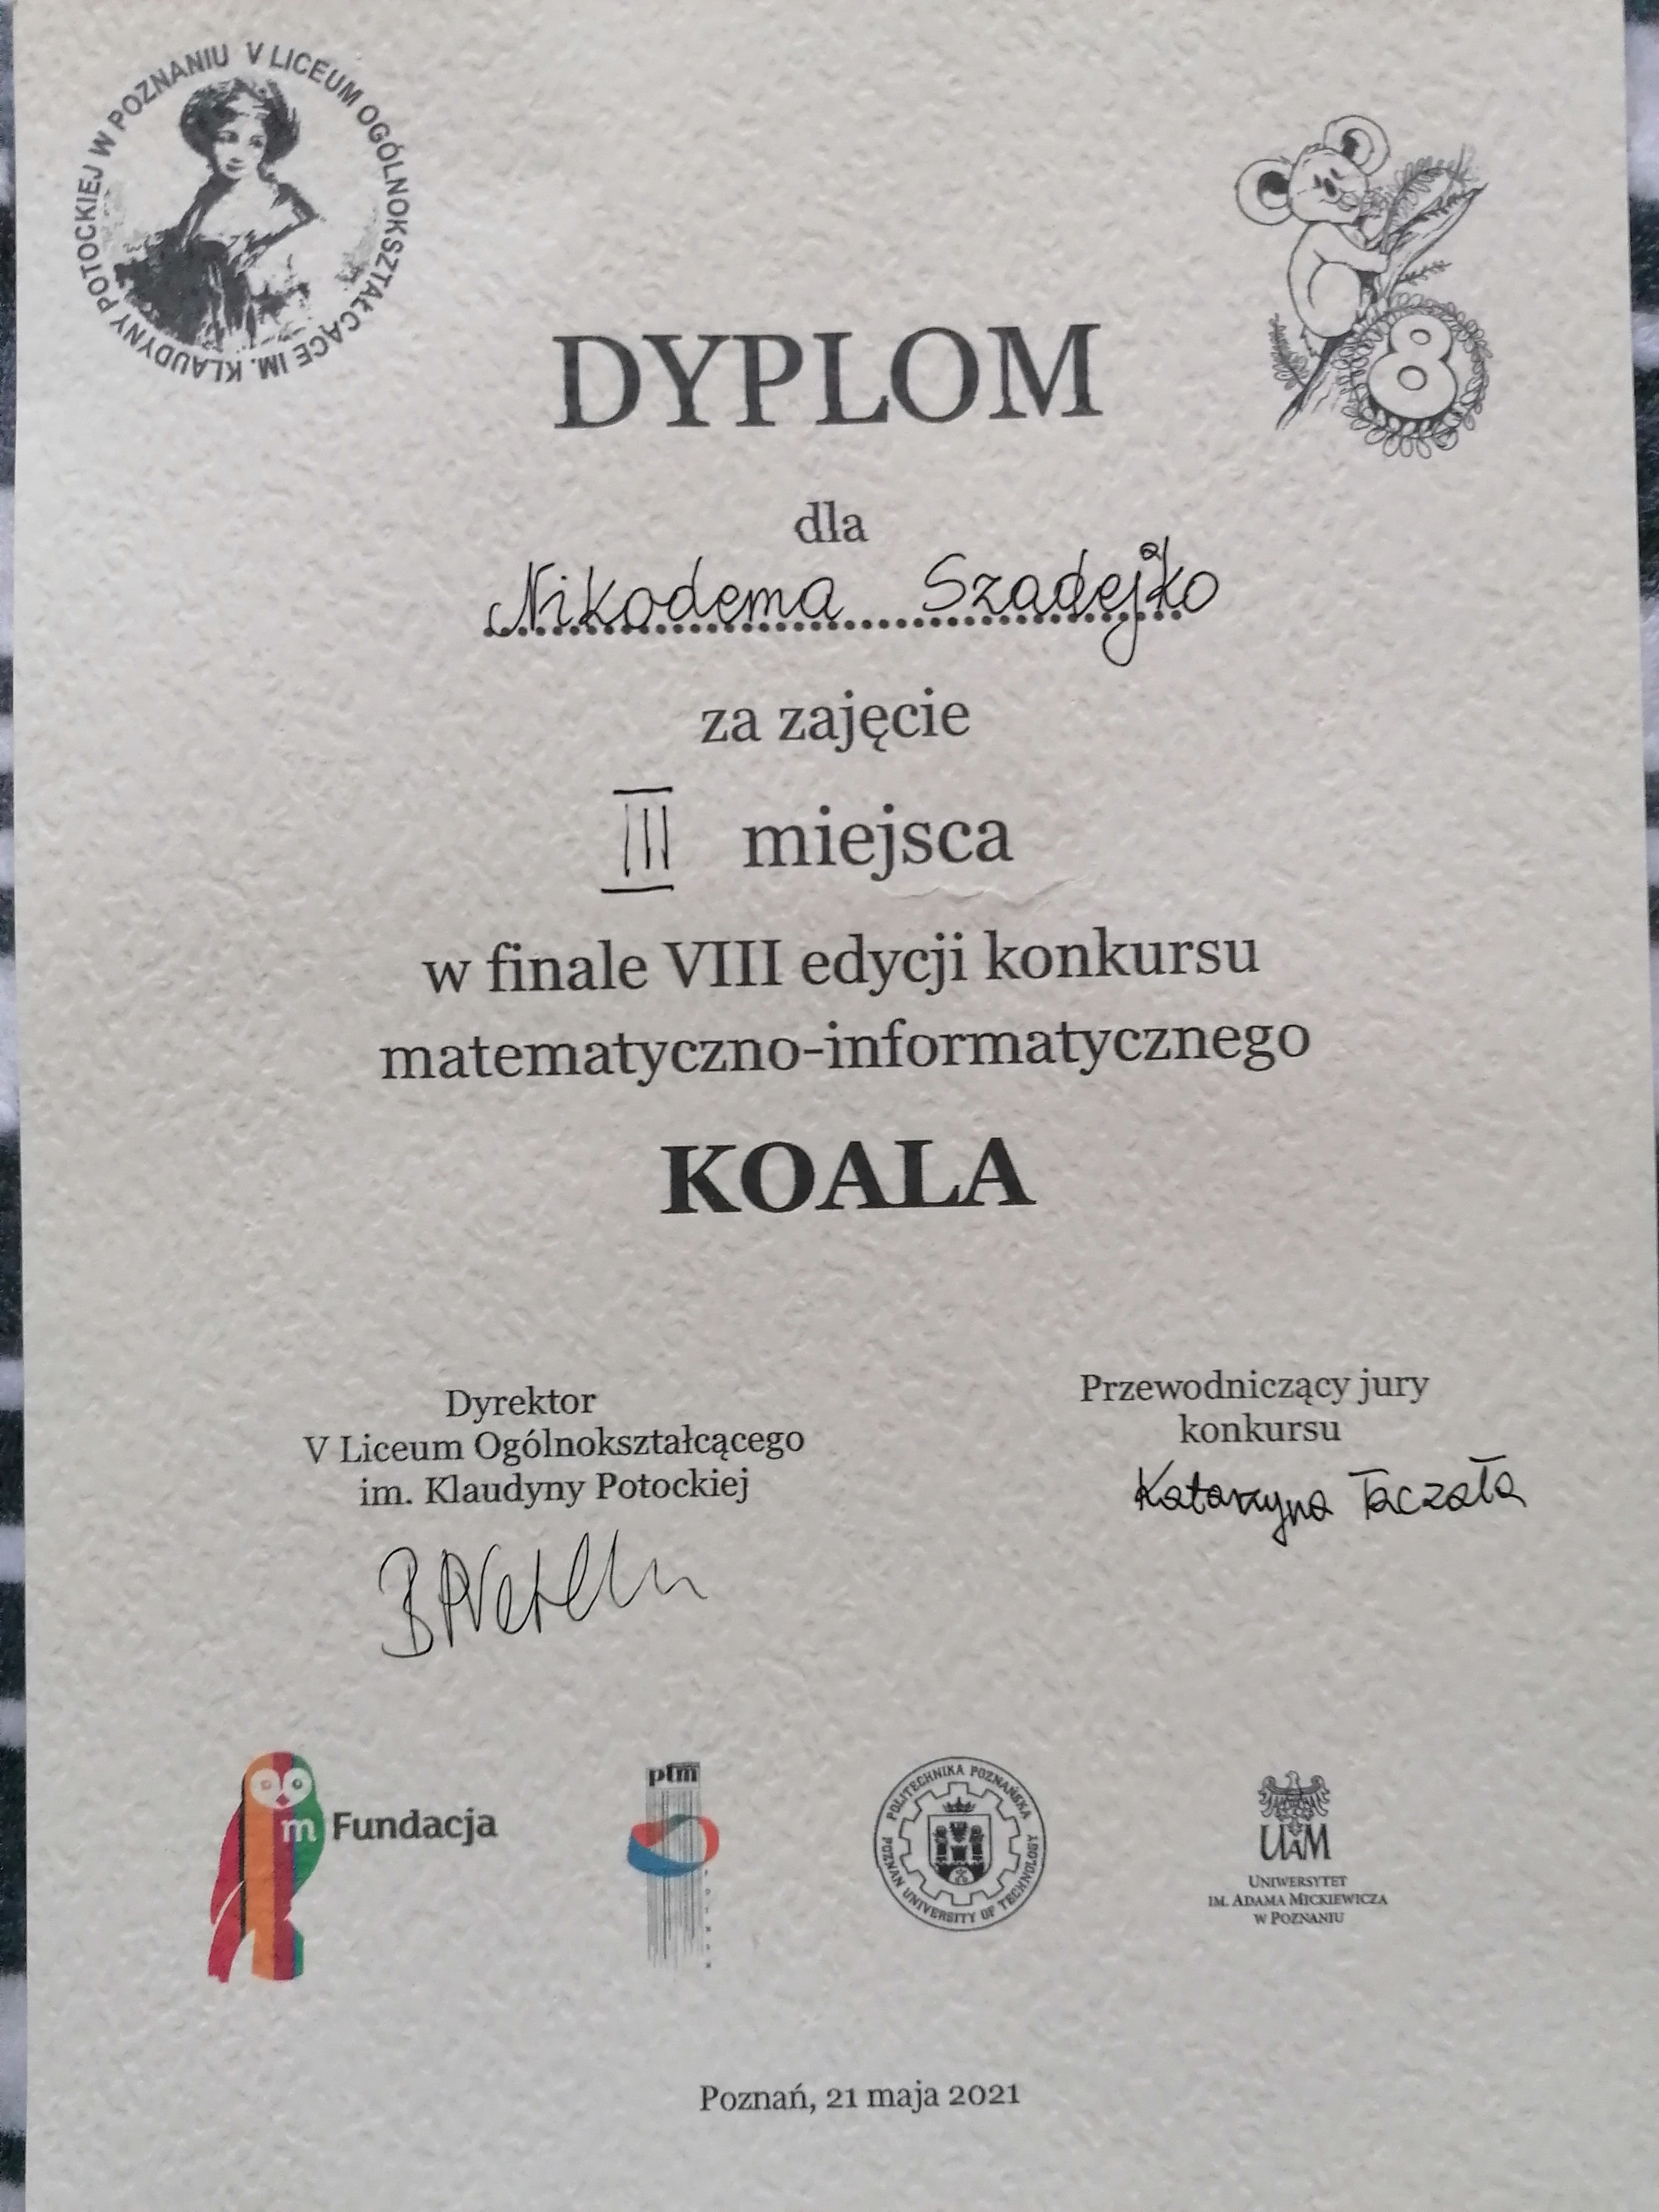 V LICEUM OGÓLNOKSZTAŁCĄCE IM. KLAUDYNY POTOCKIEJ W POZNANIU
8
DYPLOM
dla
Nikodema Szadejko
za zajęcie
III miejsca
w finale VIII edycji konkursu
matematyczno-informatycznego
KOALA
Dyrektor
V Liceum Ogólnokształcącego
im. Klaudyny Potockiej
Przewodniczący jury
konkursu
Katarzyna Taczała
m Fundacja
ptm
POLITECHNIKA POZNAŃSKA
POZNAN UNIVERSITY OF TECHNOLOGY
UAM
UNIWERSYTET
IM. ADAMA MICKIEWICZA
W POZNANIU
Poznań, 21 maja 2021